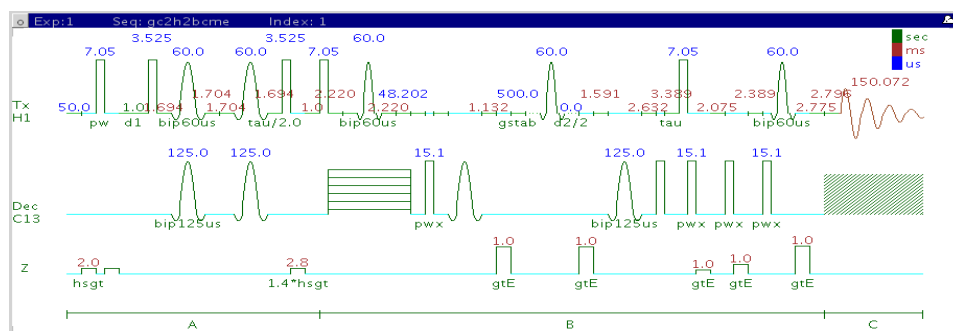 Exp:1 Seq: gc2h2bcme Index: 1
sec
ms
us
3.525 3.525 60.0
7.05 60.0 60.0 7.05 60.0 7.05 60.0
150.072
1.704 1.694 2.220 48.202 500.0 1.591 3.389 2.389 2.796
Tx
H1
50.0 1.0 1.694 1.704 1.0 2.220 1.132 0.0 2.632 2.075 2.775
pw d1 bip60us tau/2.0 bip60us gstab d2/2 tau bip60us
125.0 125.0 15.1 125.0 15.1 15.1
Dec
C13
bip125us pwx bip125us pwx pwx pwx
Z
2.0 2.8 1.0 1.0 1.0 1.0 1.0
hsgt 1.4*hsgt gtE gtE gtE gtE gtE
A B C